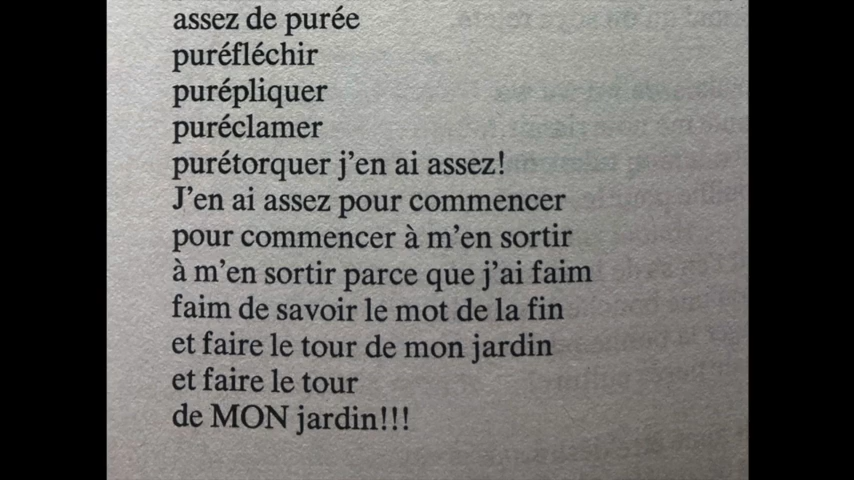 assez de purée
puréfléchir
purépliquer
puréclamer
purétorquer j'en ai assez!
J'en ai assez pour commencer
pour commencer à m'en sortir
à m'en sortir parce que j'ai faim
faim de savoir le mot de la fin
et faire le tour de mon jardin
et faire le tour
de MON jardin!!!